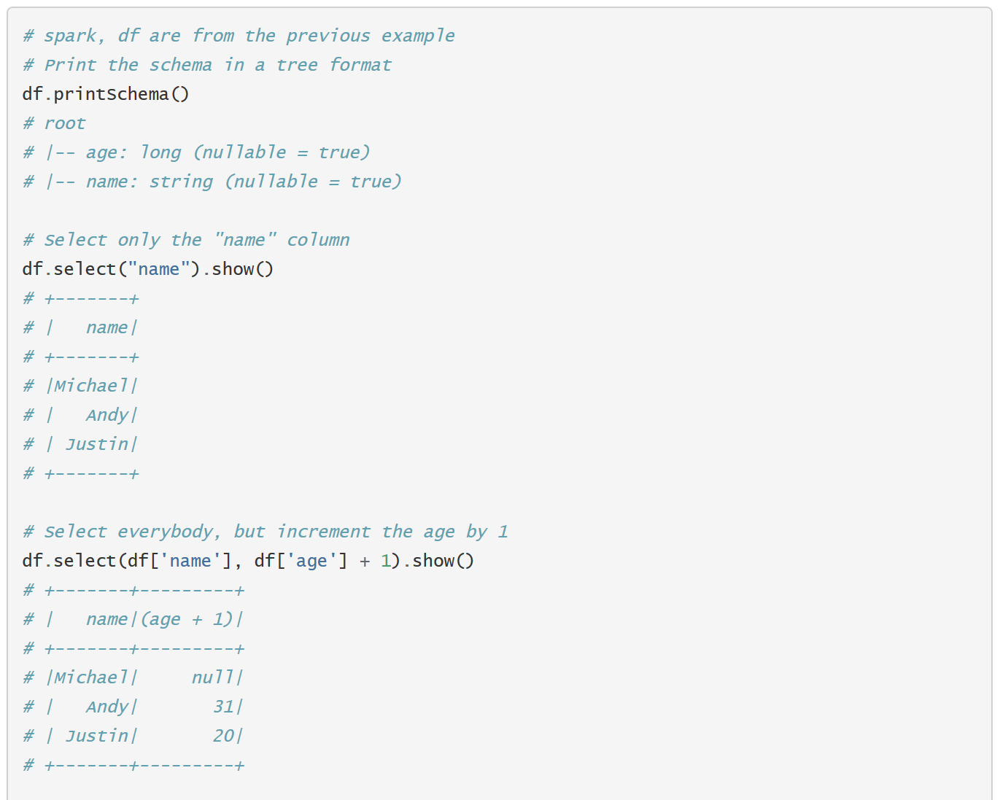 # spark, df are from the previous example
# Print the schema in a tree format
df.printSchema()
# root
# |-- age: long (nullable = true)
# |-- name: string (nullable = true)

# Select only the "name" column
df.select("name").show()
# +-------+
# |   name|
# +-------+
# |Michael|
# |   Andy|
# | Justin|
# +-------+

# Select everybody, but increment the age by 1
df.select(df['name'], df['age'] + 1).show()
# +-------+---------+
# |   name|(age + 1)|
# +-------+---------+
# |Michael|     null|
# |   Andy|       31|
# | Justin|       20|
# +-------+---------+